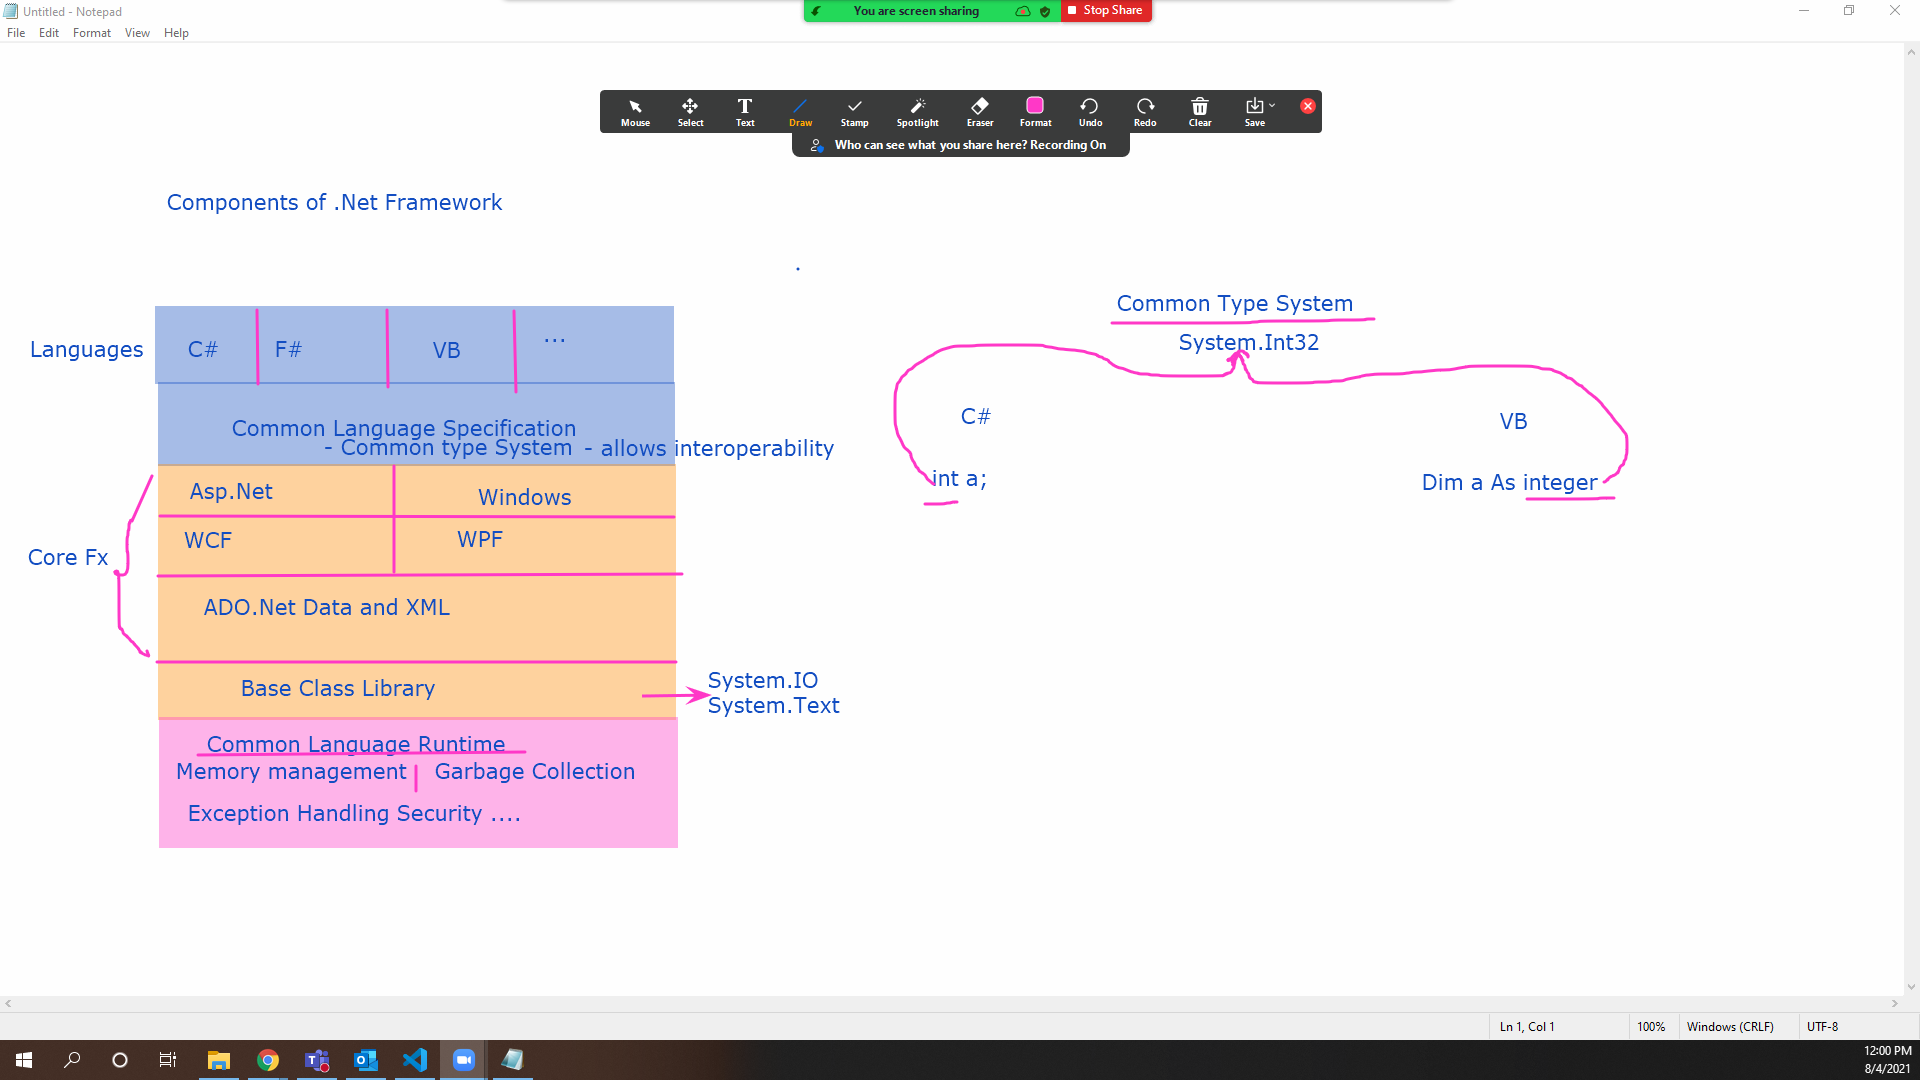 Untitled - Notepad
You are screen sharing
Stop Share
File Edit Format View Help
Mouse Select Text Draw Stamp Spotlight Eraser Format Undo Redo Clear Save
Who can see what you share here? Recording On
Components of .Net Framework
Languages
C# F# VB ...
Common Language Specification
- Common type System - allows interoperability
Core Fx
Asp.Net Windows
WCF WPF
ADO.Net Data and XML
Base Class Library
System.IO
System.Text
Common Language Runtime
Memory management Garbage Collection
Exception Handling Security ....
Common Type System
System.Int32
C# VB
int a; Dim a As integer
Ln 1, Col 1 100% Windows (CRLF) UTF-8
12:00 PM
8/4/2021